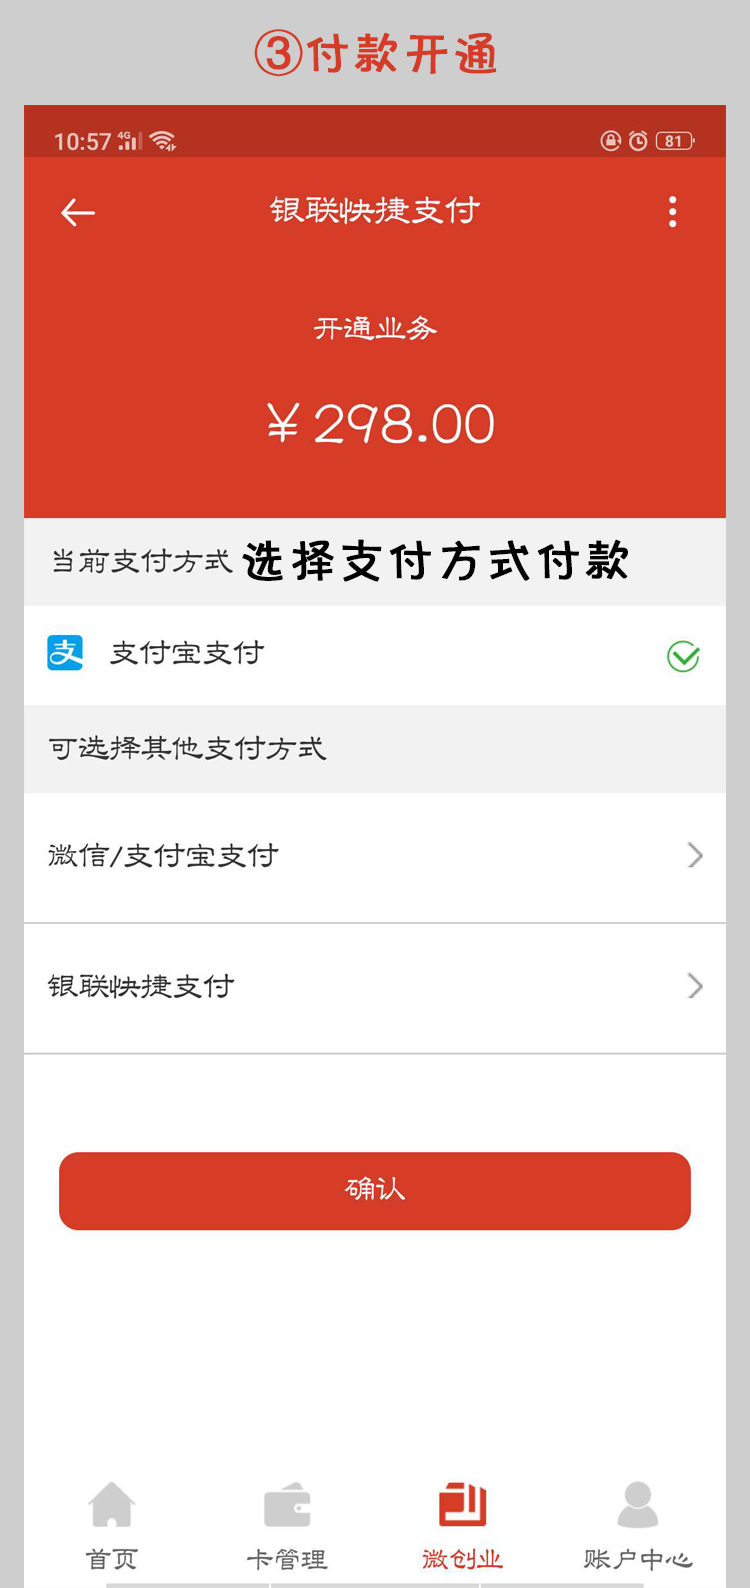 ③付款开通
10:57 4G 81
银联快捷支付
开通业务
¥298.00
当前支付方式 选择支付方式付款
支 支付宝支付
可选择其他支付方式
微信/支付宝支付
银联快捷支付
确认
首页 卡管理 微创业 账户中心